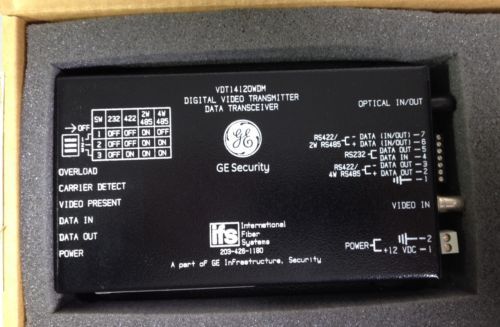 VDT14120WDM
DIGITAL VIDEO TRANSMITTER
DATA TRANSCEIVER
OPTICAL IN/OUT
→OFF
SW 232 422 2W 485 4W 485
1 OFF OFF ON ON
2 OFF OFF ON ON
3 OFF OFF ON ON
GE
GE Security
RS422/ 2W RS485
- DATA (IN/OUT) - 7
+ DATA (IN/OUT) - 6
RS232
DATA OUT - 5
DATA IN - 4
RS422/ 4W RS485
- DATA OUT - 3
+ DATA OUT - 2
1
OVERLOAD
CARRIER DETECT
VIDEO PRESENT
DATA IN
DATA OUT
POWER
VIDEO IN
ifs
International
Fiber
Systems
203-426-1180
POWER
2
+12 VDC - 1
A part of GE Infrastructure, Security